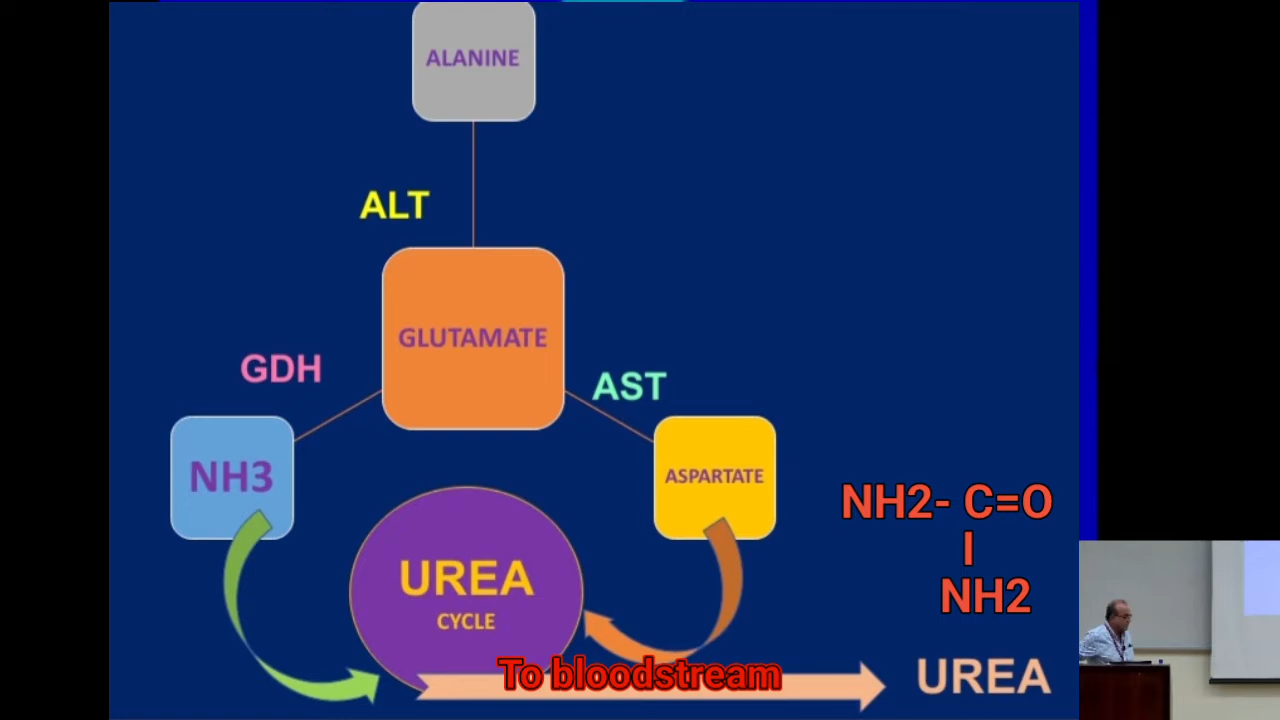 ALANINE
ALT
GLUTAMATE
GDH
AST
NH3
ASPARTATE
UREA
CYCLE
NH2- C=O
I
NH2
To bloodstream
UREA